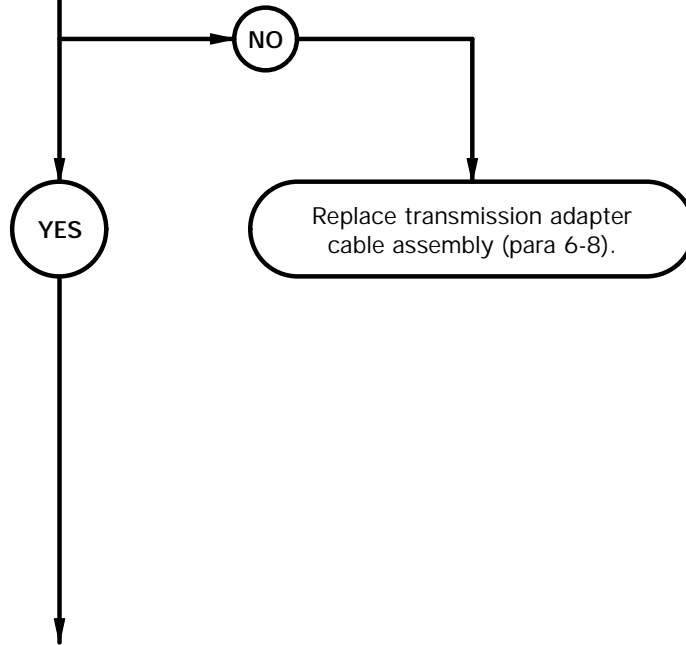 NO
YES
Replace transmission adapter
cable assembly (para 6-8).